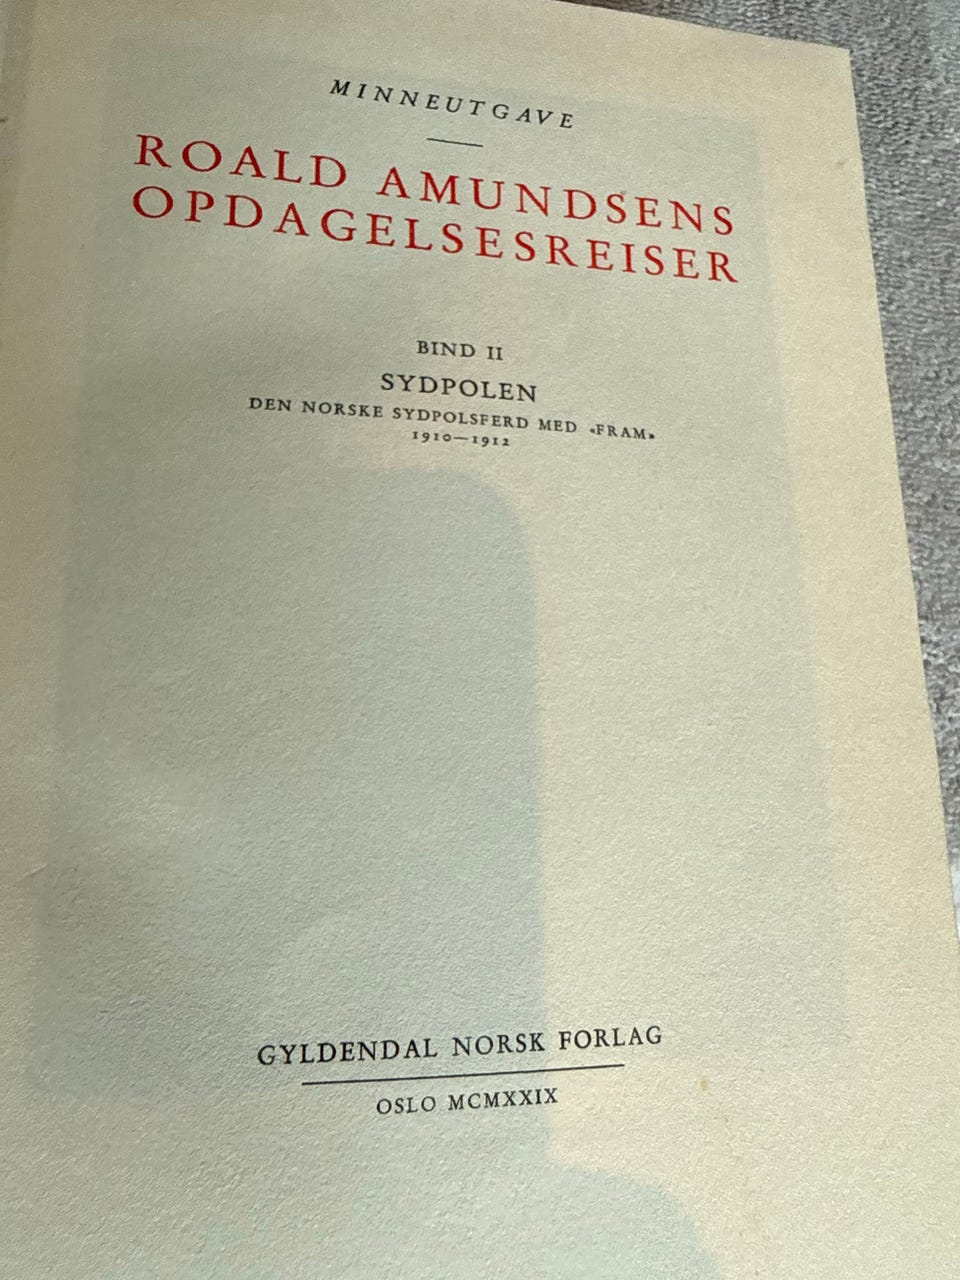 MINNEUTGAVE
ROALD AMUNDSENS
OPDAGELSESREISER
BIND II
SYDPOLEN
DEN NORSKE SYDPOLSFERD MED «FRAM»
1910—1912
GYLDENDAL NORSK FORLAG
OSLO MCMXXIX